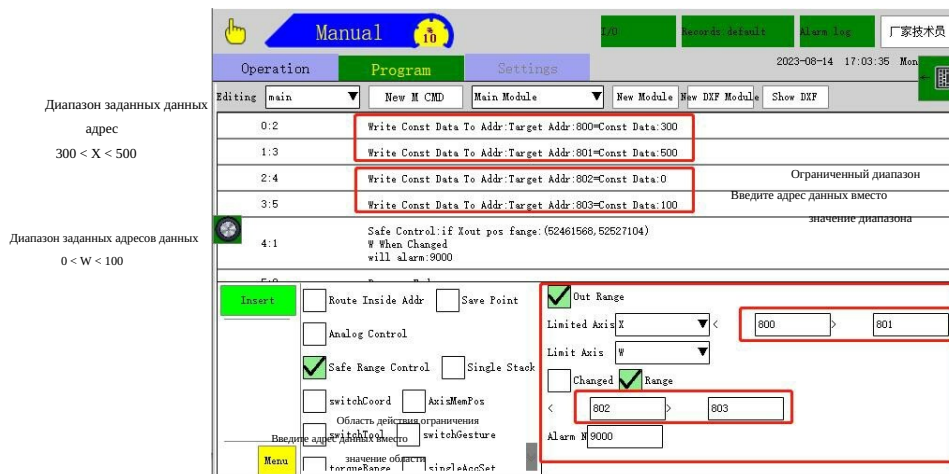 Manual
% 10
I/O
Records default
Alarm log
厂家技术员
Operation
Program
Settings
2023-08-14 17:03:35 Mon
Editing main New M CMD Main Module New Module New DXF Module Show DXF
Диапазон заданных данных
адрес
300 < X < 500
0:2 Write Const Data To Addr:Target Addr:800=Const Data:300
1:3 Write Const Data To Addr:Target Addr:801=Const Data:500
2:4 Write Const Data To Addr:Target Addr:802=Const Data:0
3:5 Write Const Data To Addr:Target Addr:803=Const Data:100
Ограниченный диапазон
Введите адрес данных вместо
значение диапазона
Диапазон заданных адресов данных
0 < W < 100
4:1 Safe Control:if Xout pos fange:(52461568,52527104)
W When Changed
will alarm:9000
Insert
Route Inside Addr Save Point
Analog Control
Safe Range Control Single Stack
switchCoord AxisMemPos
Область действия ограничения
switchTool switchGesture
Введите адрес данных вместо
значение области
torqueRange singleAccSet
Menu
Out Range
Limited Axis X < 800 > 801
Limit Axis W
Changed Range
< 802 > 803
Alarm N 9000